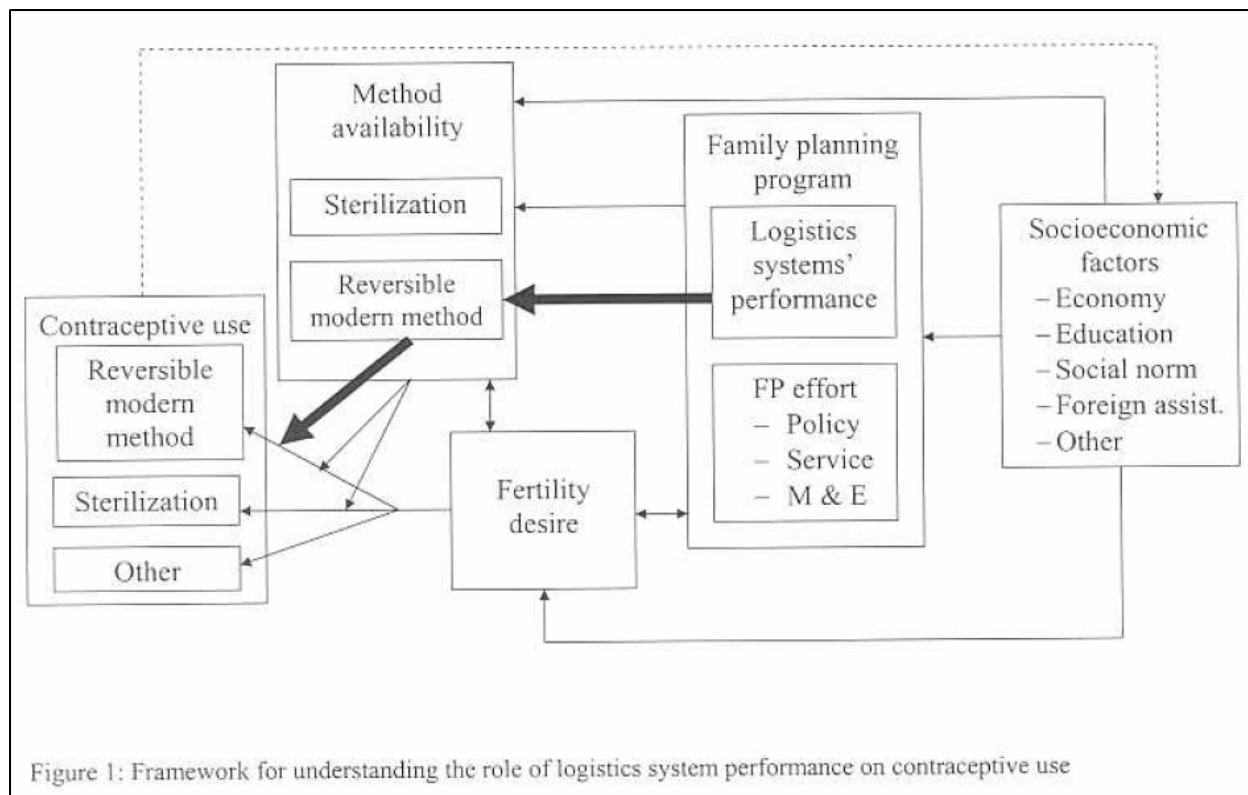 Method
availability
Sterilization
Reversible
modern method
Contraceptive use
Reversible
modern
method
Sterilization
Other
Fertility
desire
Family planning
program
Logistics
systems'
performance
FP effort
– Policy
– Service
– M & E
Socioeconomic
factors
– Economy
– Education
– Social norm
– Foreign assist.
– Other
Figure 1: Framework for understanding the role of logistics system performance on contraceptive use